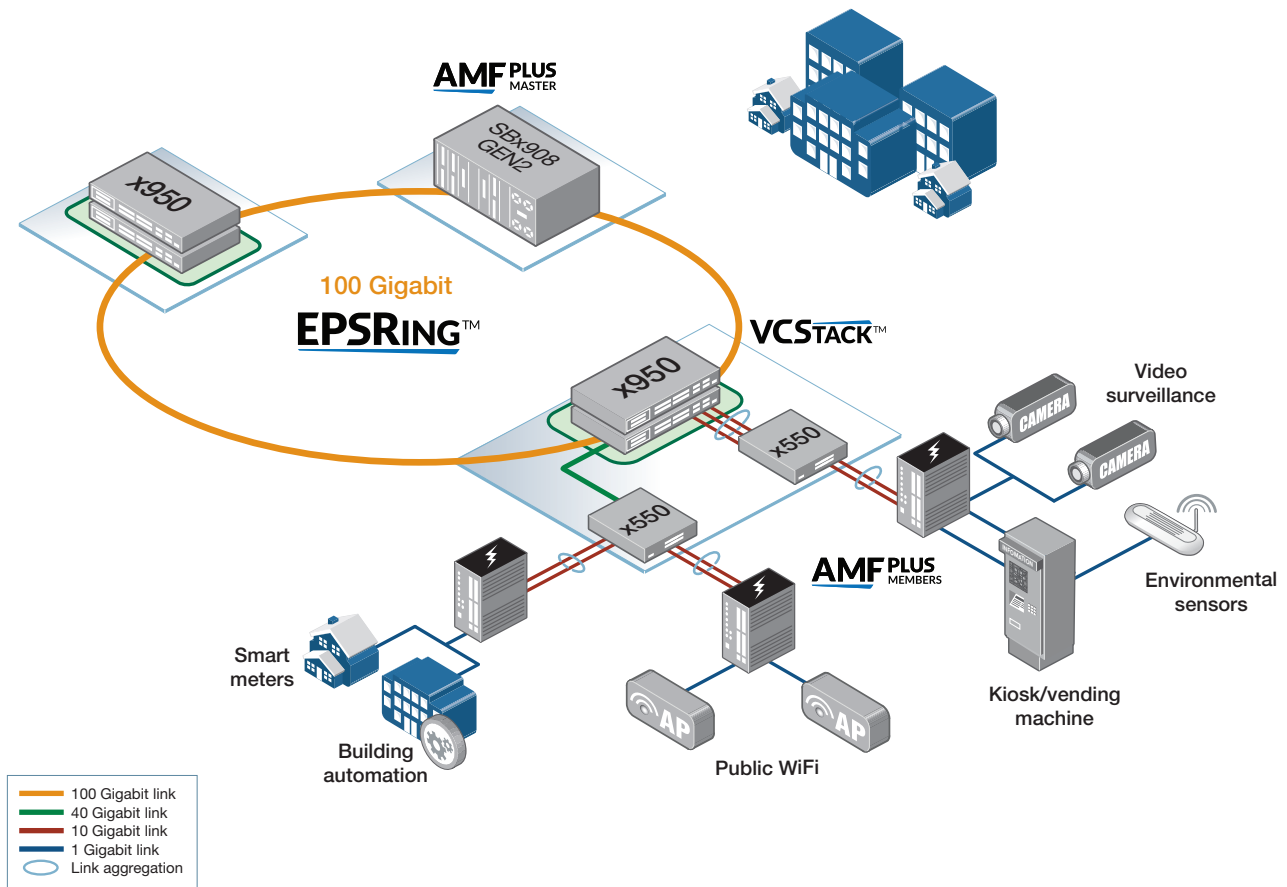 AMF PLUS
MASTER
SBx908
GEN2
x950
100 Gigabit
EPSRING™
VCSTACK™
x950
x550
x550
Video
surveillance
CAMERA
CAMERA
INFOMATION
AMF PLUS
MEMBERS
Environmental
sensors
Smart
meters
Kiosk/vending
machine
AP
AP
Building
automation
Public WiFi
100 Gigabit link
40 Gigabit link
10 Gigabit link
1 Gigabit link
Link aggregation